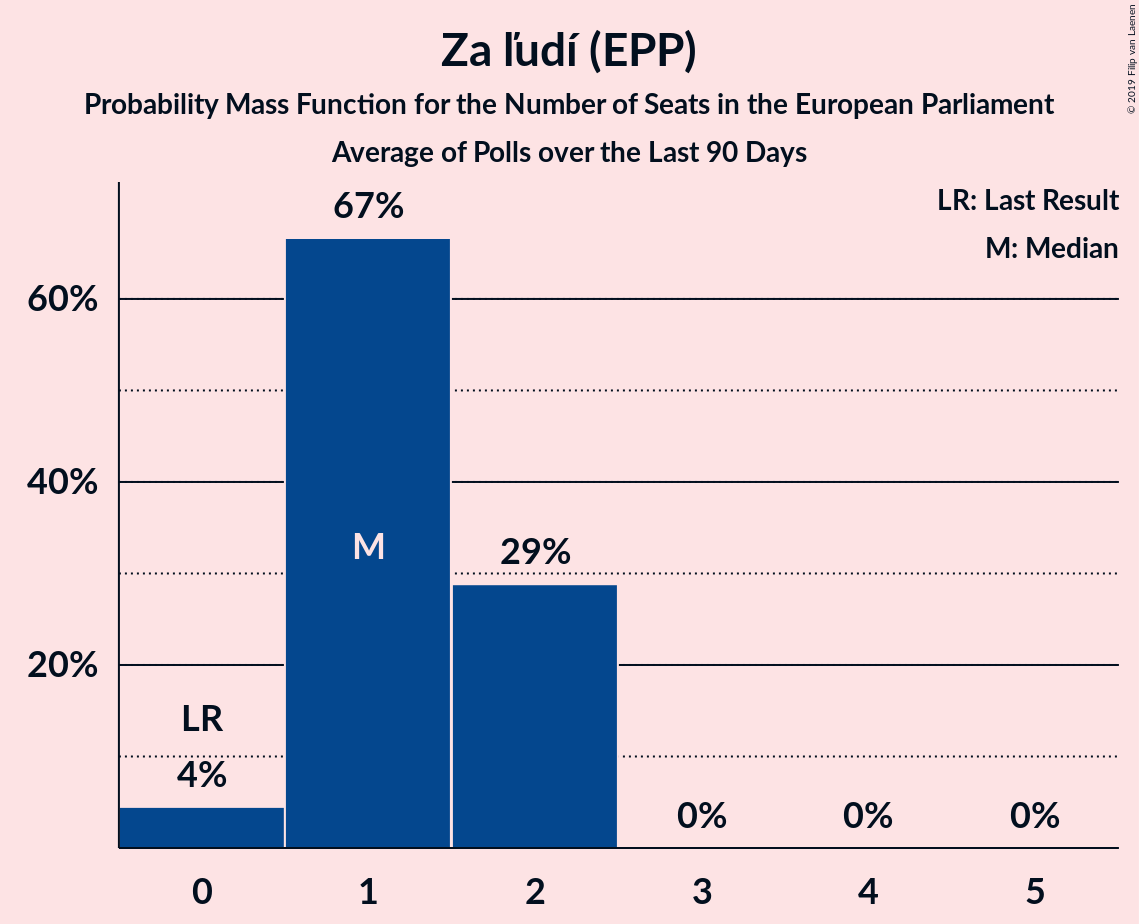 Za ľudí (EPP)
Probability Mass Function for the Number of Seats in the European Parliament
Average of Polls over the Last 90 Days
© 2019 Filip van Laenen
LR: Last Result
M: Median
67%
60%
40%
M
29%
20%
LR
4%
0%
0%
0%
0
1
2
3
4
5